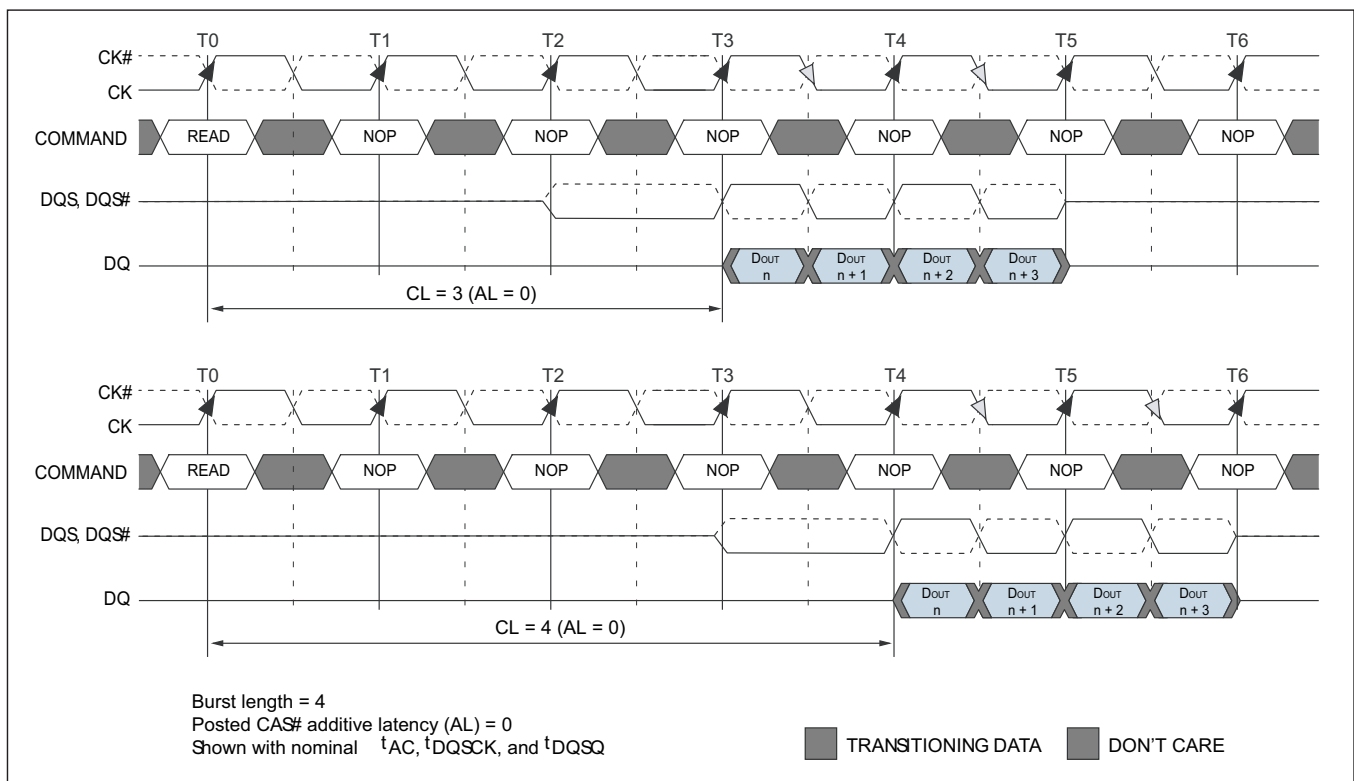 T0 T1 T2 T3 T4 T5 T6
CK#
CK
COMMAND READ NOP NOP NOP NOP NOP NOP
DQS, DQS#
DQ DOUT n DOUT n + 1 DOUT n + 2 DOUT n + 3
CL = 3 (AL = 0)
T0 T1 T2 T3 T4 T5 T6
CK#
CK
COMMAND READ NOP NOP NOP NOP NOP NOP
DQS, DQS#
DQ DOUT n DOUT n + 1 DOUT n + 2 DOUT n + 3
CL = 4 (AL = 0)
Burst length = 4
Posted CAS# additive latency (AL) = 0
Shown with nominal tAC, tDQSCK, and tDQSQ
TRANSITIONING DATA DON'T CARE